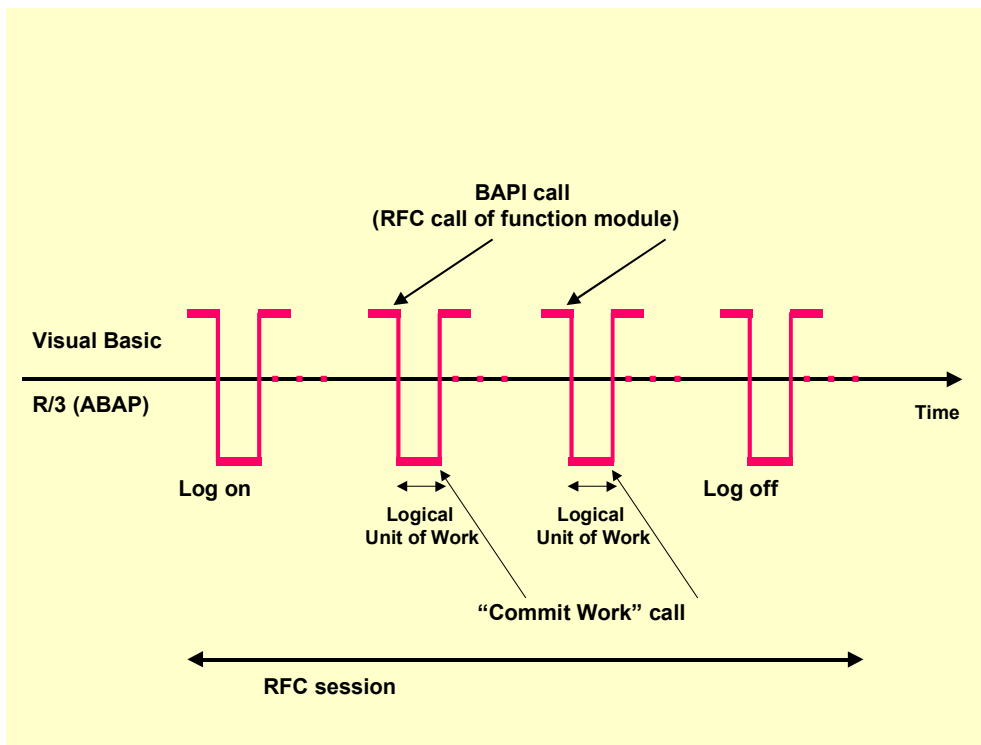 BAPI call
(RFC call of function module)
Visual Basic
R/3 (ABAP)
Time
Log on
Log off
Logical
Unit of Work
Logical
Unit of Work
“Commit Work” call
RFC session